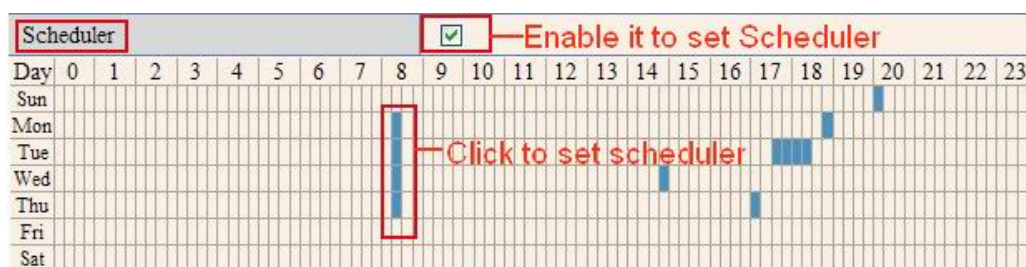 Scheduler Enable it to set Scheduler
Day 0 1 2 3 4 5 6 7 8 9 10 11 12 13 14 15 16 17 18 19 20 21 22 23
Sun
Mon
Tue Click to set scheduler
Wed
Thu
Fri
Sat